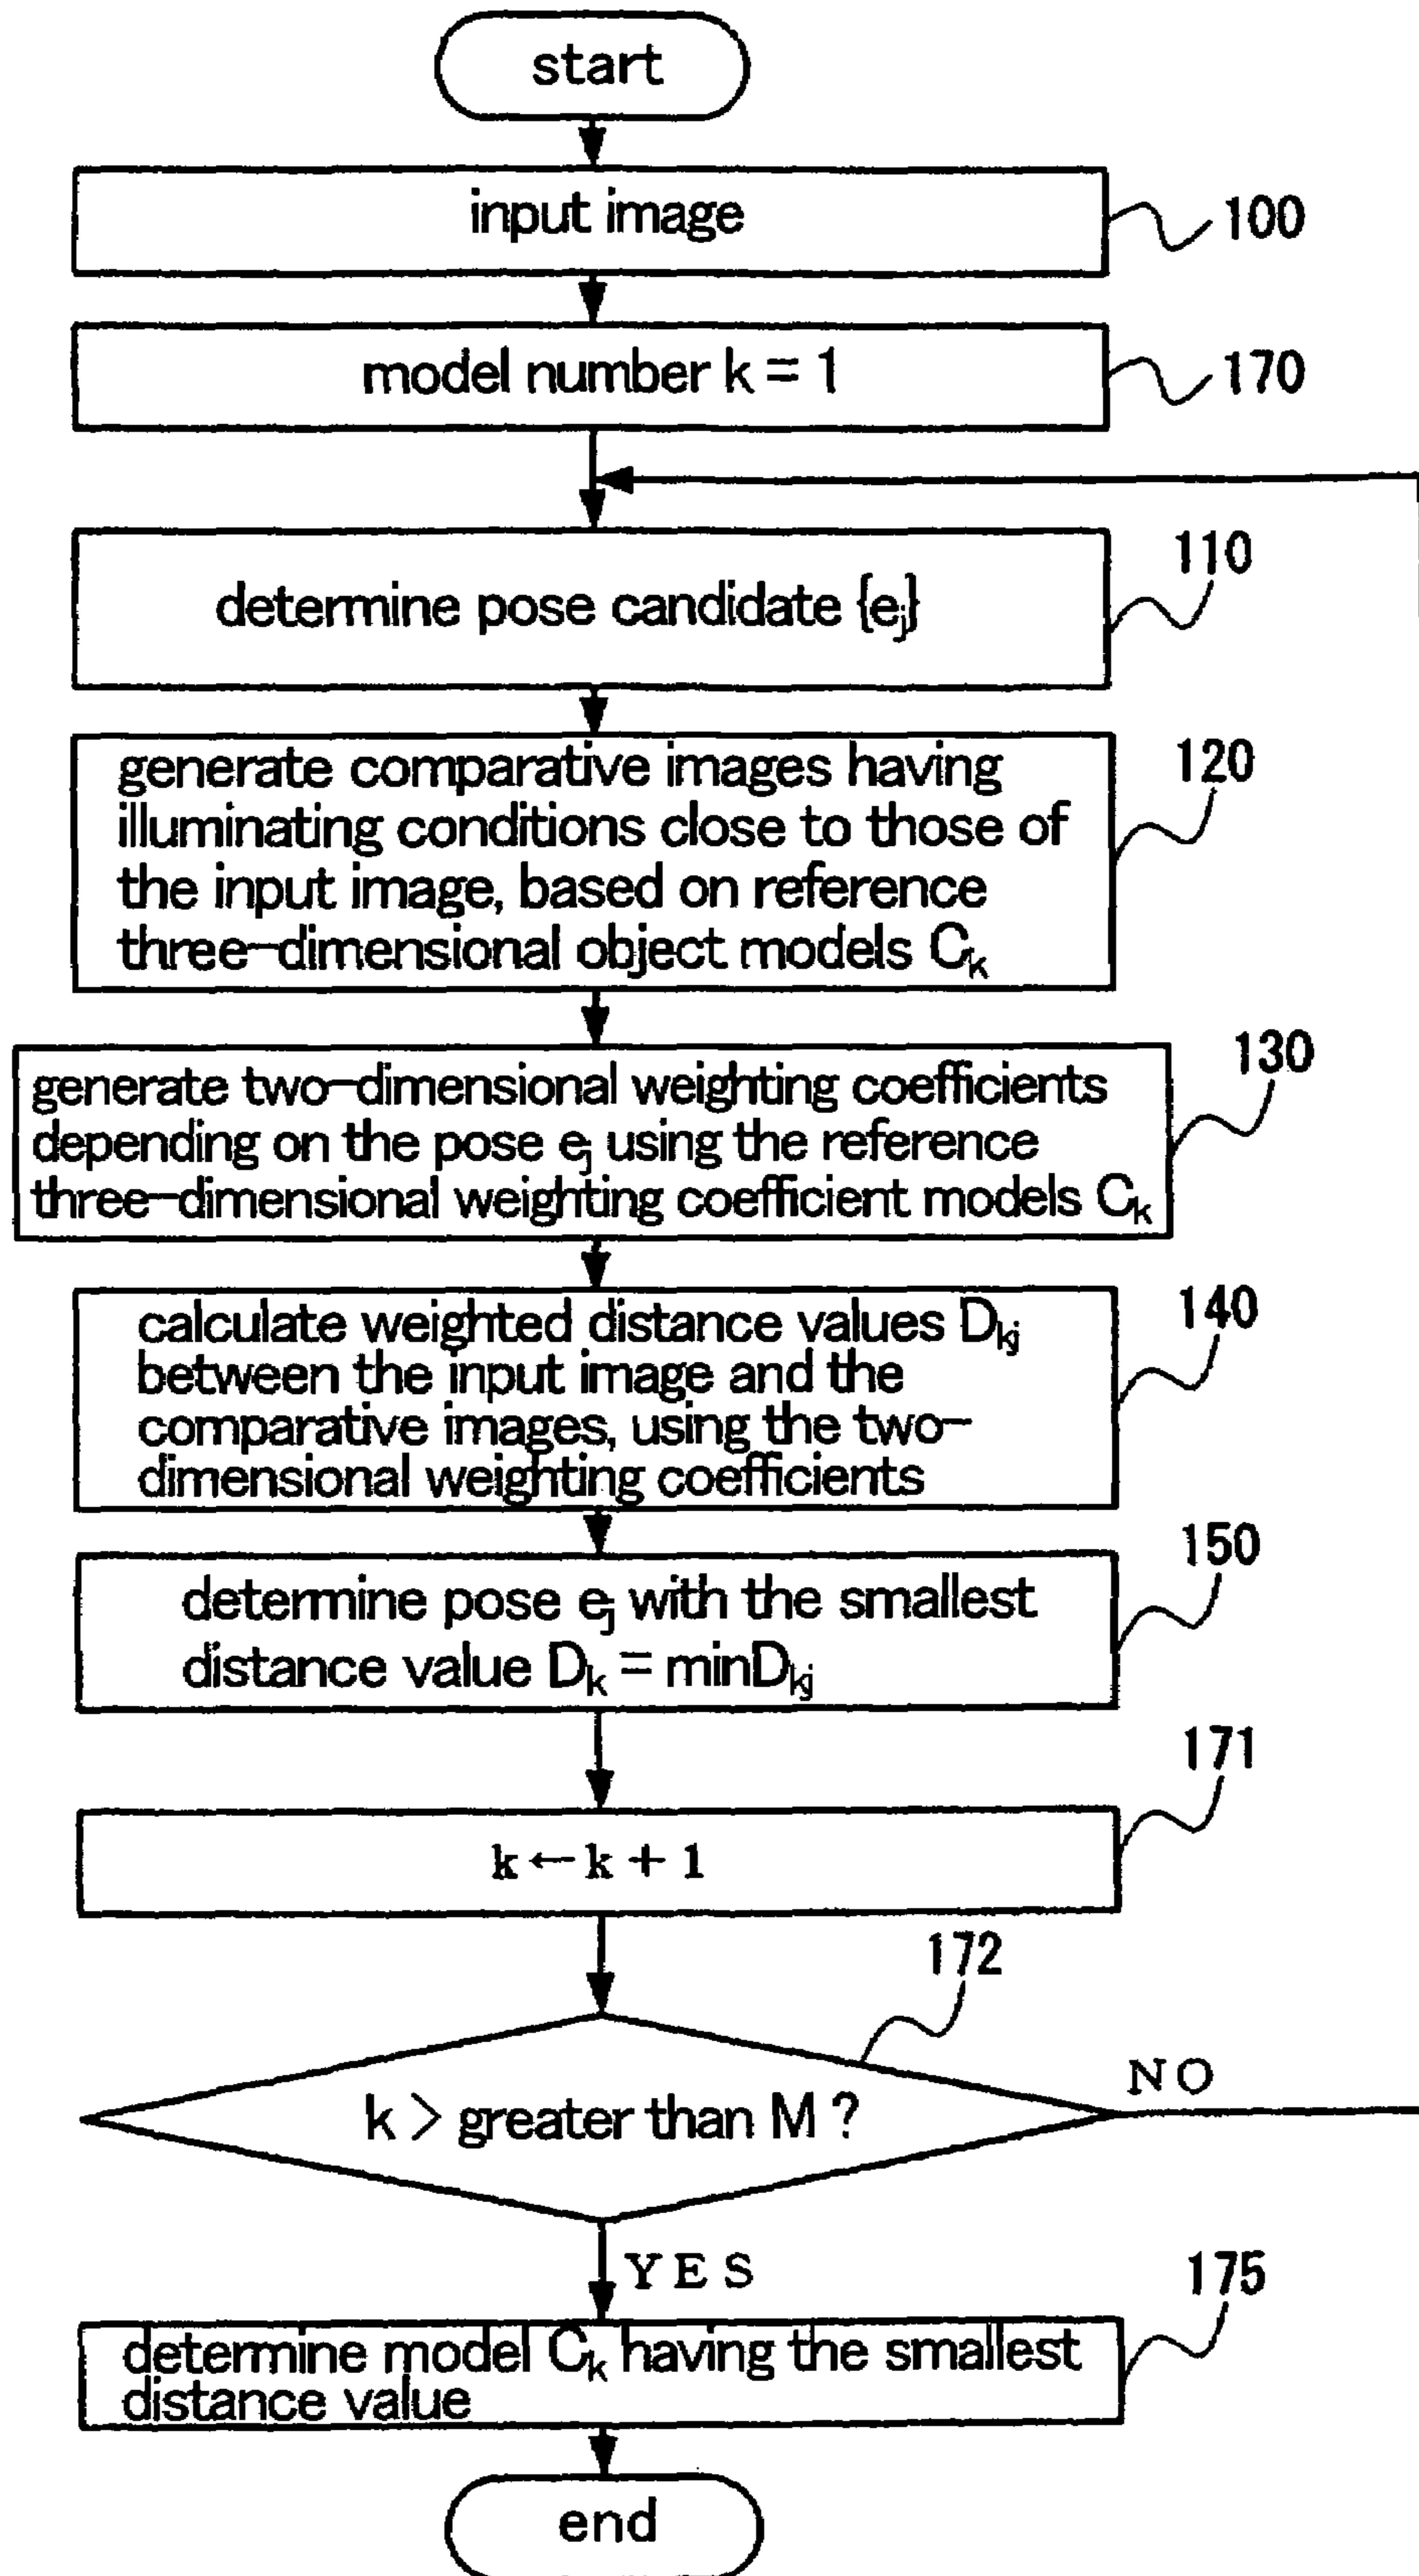 start
input image
100
model number k = 1
170
determine pose candidate {eⱼ}
110
generate comparative images having
illuminating conditions close to those of
the input image, based on reference
three-dimensional object models Cₖ
120
generate two-dimensional weighting coefficients
depending on the pose eⱼ using the reference
three-dimensional weighting coefficient models Cₖ
130
calculate weighted distance values Dₖⱼ
between the input image and the
comparative images, using the two-
dimensional weighting coefficients
140
determine pose eⱼ with the smallest
distance value Dₖ = minDₖⱼ
150
k ← k + 1
171
k > greater than M ?
172
NO
YES
determine model Cₖ having the smallest
distance value
175
end